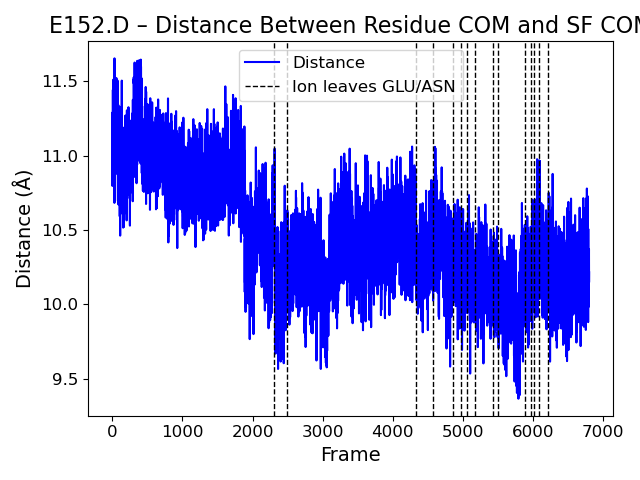 E152.D – Distance Between Residue COM and SF COM
Distance
Ion leaves GLU/ASN
Distance (Å)
11.5
11.0
10.5
10.0
9.5
0 1000 2000 3000 4000 5000 6000 7000
Frame